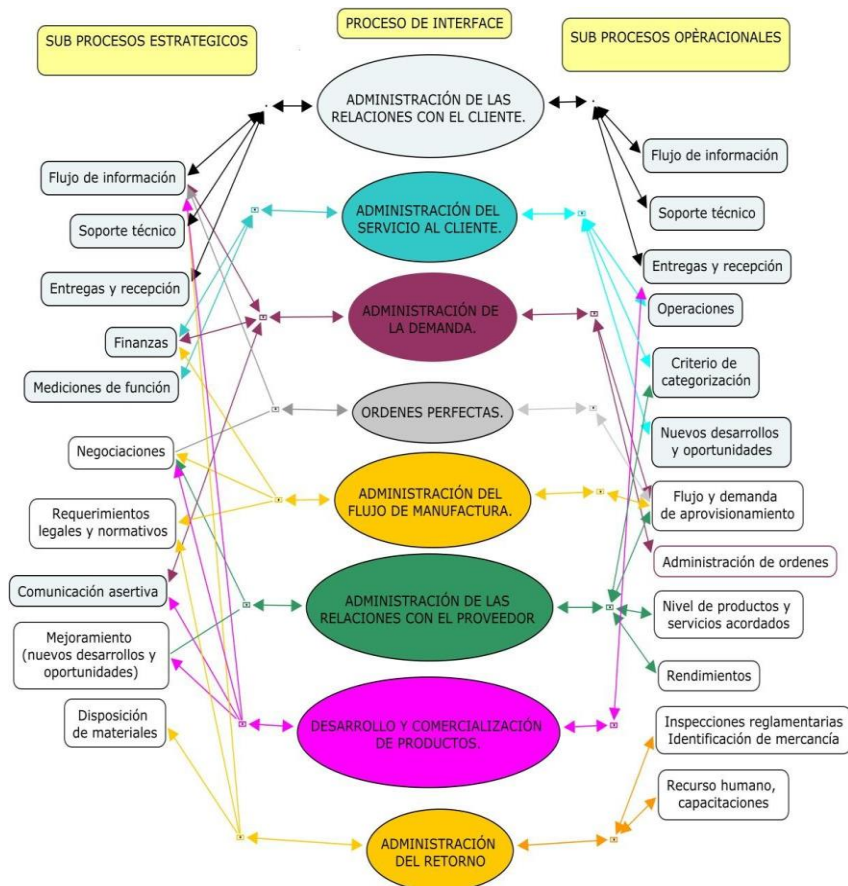 SUB PROCESOS ESTRATEGICOS
PROCESO DE INTERFACE
SUB PROCESOS OPÈRACIONALES
ADMINISTRACIÓN DE LAS
RELACIONES CON EL CLIENTE.
ADMINISTRACIÓN DEL
SERVICIO AL CLIENTE.
ADMINISTRACIÓN DE
LA DEMANDA.
ORDENES PERFECTAS.
ADMINISTRACIÓN DEL
FLUJO DE MANUFACTURA.
ADMINISTRACIÓN DE LAS
RELACIONES CON EL PROVEEDOR
DESARROLLO Y COMERCIALIZACIÓN
DE PRODUCTOS.
ADMINISTRACIÓN
DEL RETORNO
Flujo de información
Soporte técnico
Entregas y recepción
Finanzas
Mediciones de función
Negociaciones
Requerimientos
legales y normativos
Comunicación asertiva
Mejoramiento
(nuevos desarrollos y
oportunidades)
Disposición
de materiales
Flujo de información
Soporte técnico
Entregas y recepción
Operaciones
Criterio de
categorización
Nuevos desarrollos
y oportunidades
Flujo y demanda
de aprovisionamiento
Administración de ordenes
Nivel de productos y
servicios acordados
Rendimientos
Inspecciones reglamentarias
Identificación de mercancía
Recurso humano,
capacitaciones